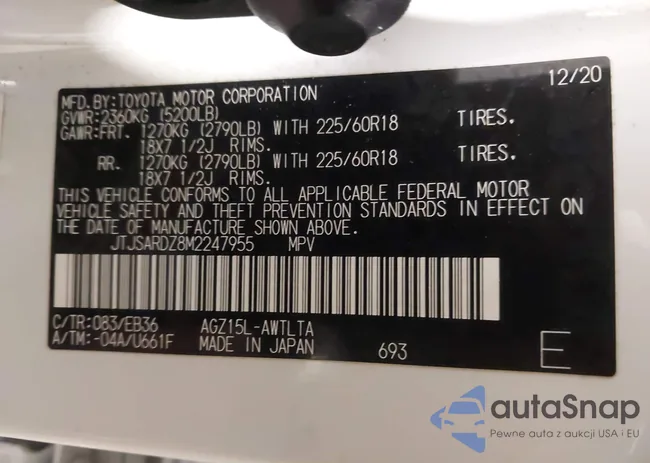 12/20
MFD.BY:TOYOTA MOTOR CORPORATION
GVWR:2360KG (5200LB)
GAWR:FRT. 1270KG (2790LB) WITH 225/60R18 TIRES.
18X7 1/2J RIMS.
RR. 1270KG (2790LB) WITH 225/60R18 TIRES.
18X7 1/2J RIMS.
THIS VEHICLE CONFORMS TO ALL APPLICABLE FEDERAL MOTOR
VEHICLE SAFETY AND THEFT PREVENTION STANDARDS IN EFFECT ON
THE DATE OF MANUFACTURE SHOWN ABOVE.
JTJSARDZ8M2247955 MPV
C/TR:083/EB36 AGZ15L-AWTLTA
A/TM:-04A/U661F MADE IN JAPAN 693 E
autaSnap
Pewne auta z aukcji USA i EU